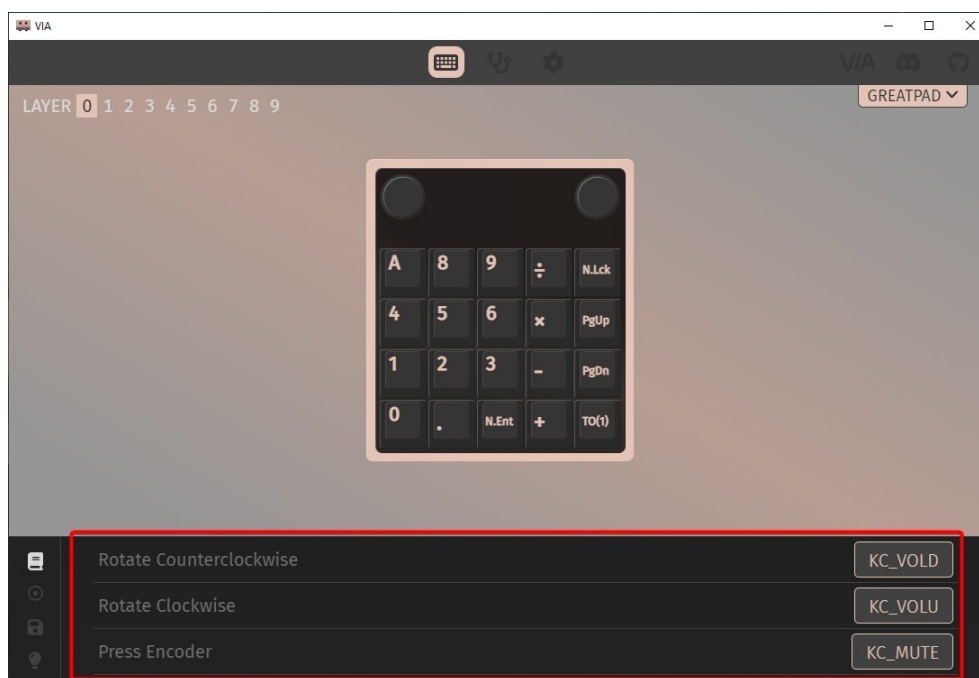 VIA
VIA
LAYER 0 1 2 3 4 5 6 7 8 9
GREATPAD
A 8 9 ÷ N.Lck
4 5 6 × PgUp
1 2 3 - PgDn
0 . N.Ent + TO(1)
Rotate Counterclockwise KC_VOLD
Rotate Clockwise KC_VOLU
Press Encoder KC_MUTE